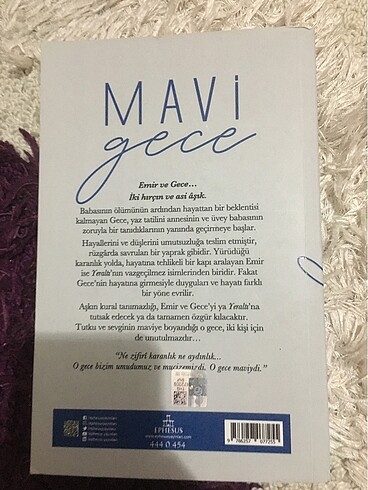 MAVİ
gece
Emir ve Gece...
İki hırçın ve asi âşık.
Babasının ölümünün ardından hayattan bir beklentisi
kalmayan Gece, yaz tatilini annesinin ve üvey babasının
zoruyla bir tanıdıklarının yanında geçirmeye başlar.
Hayallerini ve düşlerini umutsuzluğa teslim etmiştir,
rüzgârda savrulan bir yaprak gibidir. Yürüdüğü
karanlık yolda, hayatına tehlikeli bir kapı aralayan Emir
ise Yeraltı'nın vazgeçilmez isimlerinden biridir. Fakat
Gece'nin hayatına girmesiyle duyguları ve hayatı farklı
bir yöne evrilir.
Aşkın kural tanımazlığı, Emir ve Gece'yi ya Yeraltı'na
tutsak edecek ya da tamamen özgür kılacaktır.
Tutku ve sevginin maviye boyandığı o gece, iki kişi için
de unutulmazdır...
"Ne zifirî karanlık ne aydınlık...
O gece bizim umudumuz ve mucizemizdi. O gece maviydi."
EPHESUS
www.ephesusyayinlari.com
444 0 454